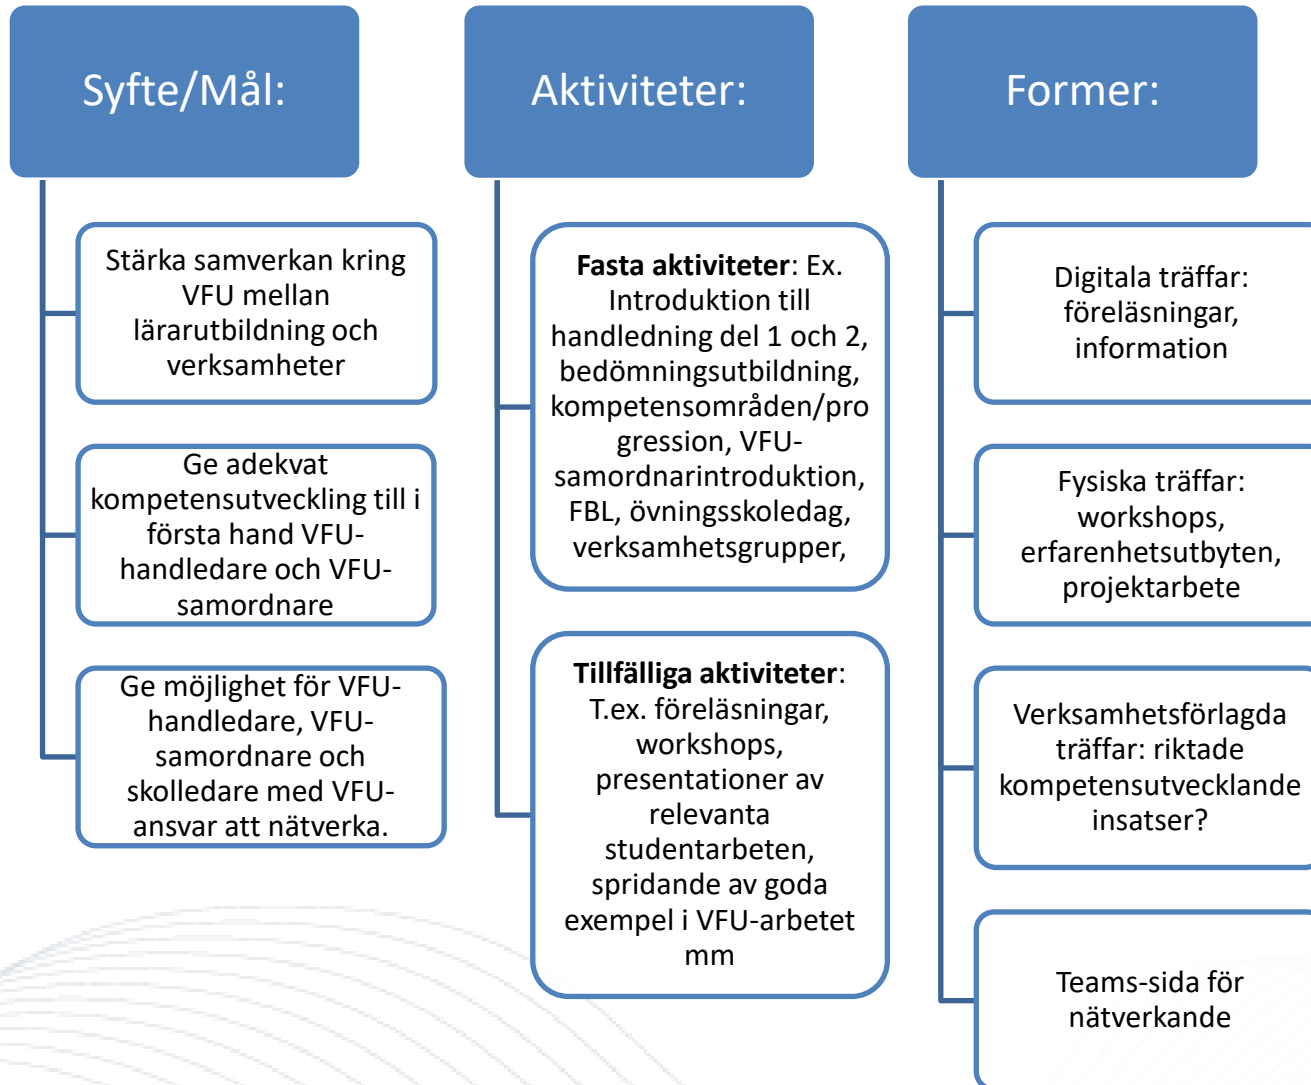 Syfte/Mål:
Stärka samverkan kring
VFU mellan
lärarutbildning och
verksamheter
Ge adekvat
kompetensutveckling till i
första hand VFU-
handledare och VFU-
samordnare
Ge möjlighet för VFU-
handledare, VFU-
samordnare och
skolledare med VFU-
ansvar att nätverka.
Aktiviteter:
Fasta aktiviteter: Ex.
Introduktion till
handledning del 1 och 2,
bedömningsutbildning,
kompetensområden/pro
gression, VFU-
samordnarintroduktion,
FBL, övningsskoledag,
verksamhetsgrupper,
Tillfälliga aktiviteter:
T.ex. föreläsningar,
workshops,
presentationer av
relevanta
studentarbeten,
spridande av goda
exempel i VFU-arbetet
mm
Former:
Digitala träffar:
föreläsningar,
information
Fysiska träffar:
workshops,
erfarenhetsutbyten,
projektarbete
Verksamhetsförlagda
träffar: riktade
kompetensutvecklande
insatser?
Teams-sida för
nätverkande